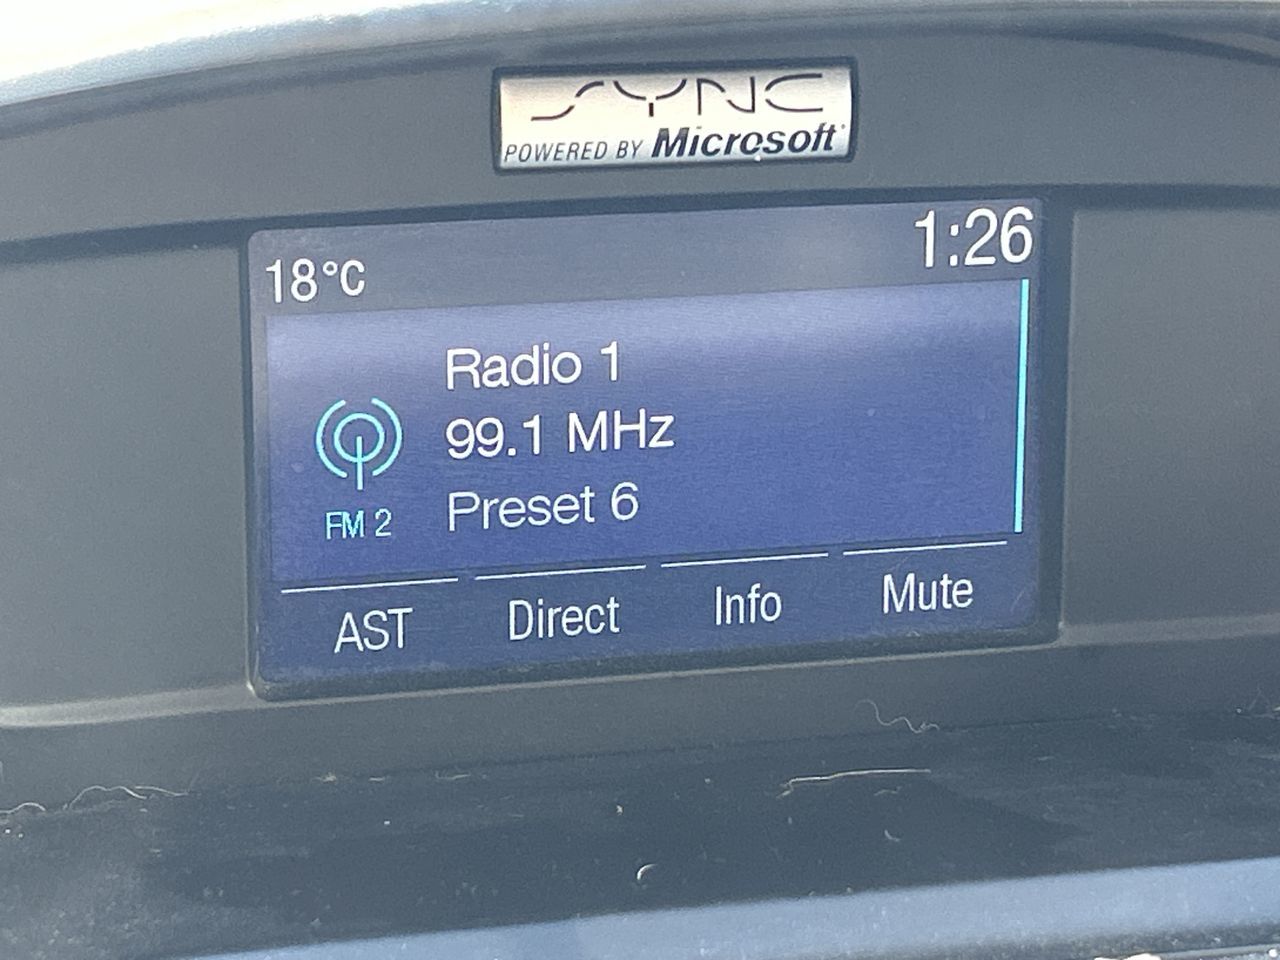 SYNC
POWERED BY Microsoft
18°C 1:26
Radio 1
99.1 MHz
FM 2 Preset 6
AST Direct Info Mute